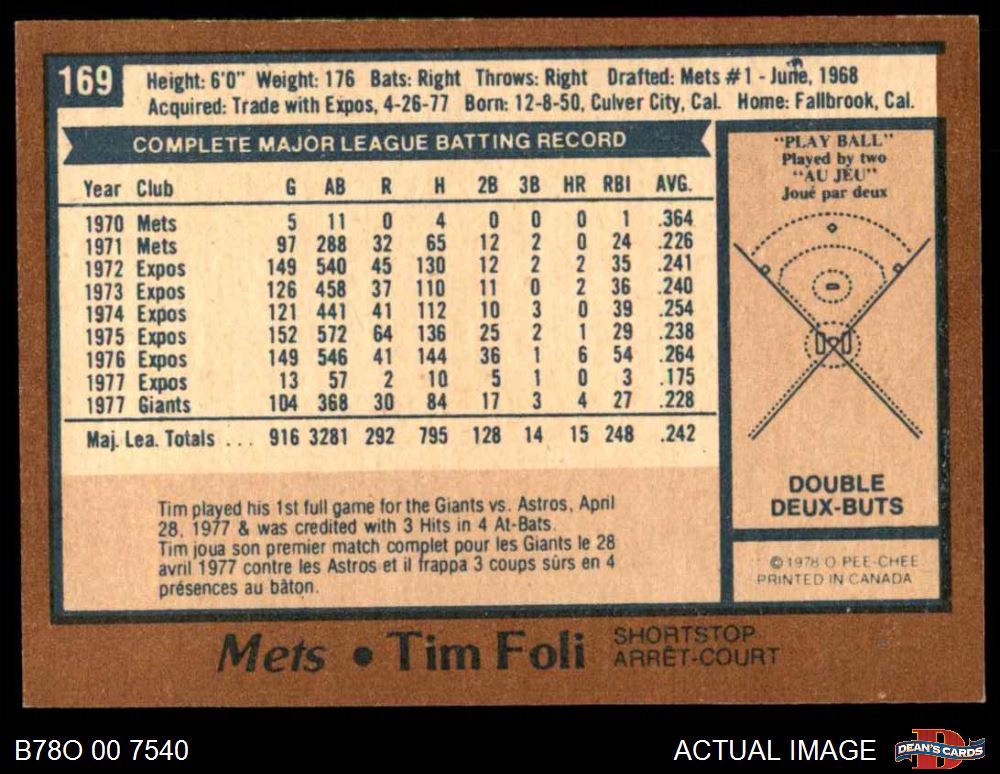 169
Height: 6'0" Weight: 176 Bats: Right Throws: Right Drafted: Mets #1 - June, 1968
Acquired: Trade with Expos, 4-26-77 Born: 12-8-50, Culver City, Cal. Home: Fallbrook, Cal.
COMPLETE MAJOR LEAGUE BATTING RECORD
Year Club G AB R H 2B 3B HR RBI AVG.
1970 Mets 5 11 0 4 0 0 0 1 .364
1971 Mets 97 288 32 65 12 2 0 24 .226
1972 Expos 149 540 45 130 12 2 2 35 .241
1973 Expos 126 458 37 110 11 0 2 36 .240
1974 Expos 121 441 41 112 10 3 0 39 .254
1975 Expos 152 572 64 136 25 2 1 29 .238
1976 Expos 149 546 41 144 36 1 6 54 .264
1977 Expos 13 57 2 10 5 1 0 3 .175
1977 Giants 104 368 30 84 17 3 4 27 .228
Maj. Lea. Totals ... 916 3281 292 795 128 14 15 248 .242
Tim played his 1st full game for the Giants vs. Astros, April
28, 1977 & was credited with 3 Hits in 4 At-Bats.
Tim joua son premier match complet pour les Giants le 28
avril 1977 contre les Astros et il frappa 3 coups sûrs en 4
présences au bâton.
"PLAY BALL"
Played by two
"AU JEU"
Joué par deux
DOUBLE
DEUX-BUTS
© 1978 O PEE-CHEE
PRINTED IN CANADA
Mets • Tim Foli SHORTSTOP
ARRÊT-COURT
B78O 00 7540
ACTUAL IMAGE
DEAN'S CARDS